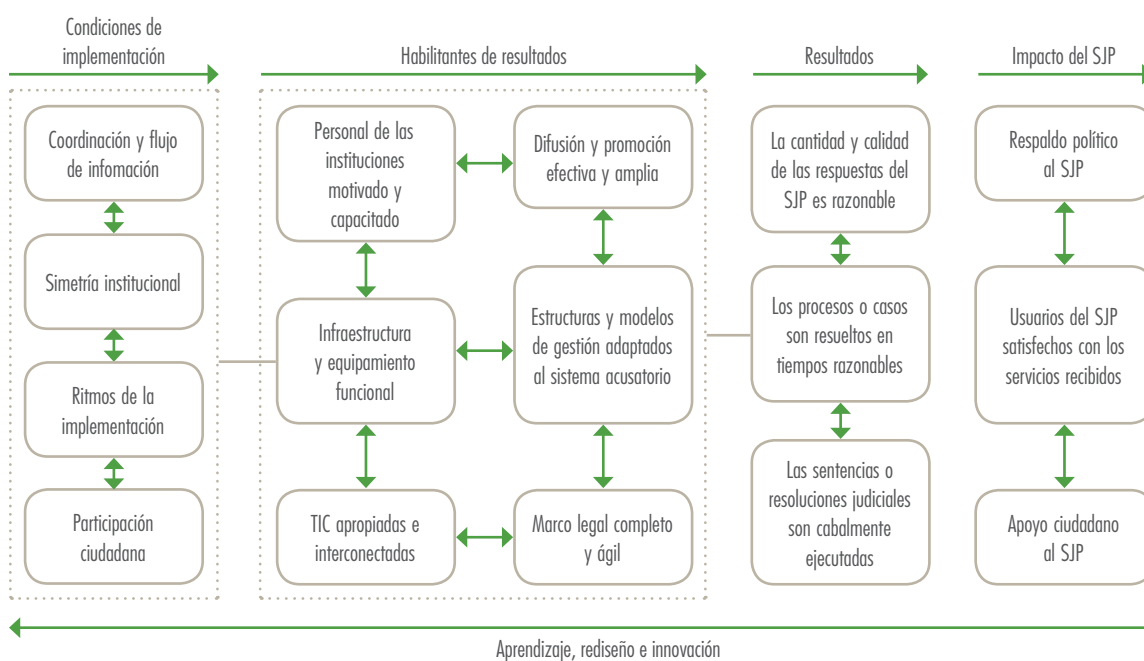 Condiciones de
implementación
Habilitantes de resultados
Resultados
Impacto del SJP
Coordinación y flujo
de infomación
Simetría institucional
Ritmos de la
implementación
Participación
ciudadana
Personal de las
instituciones
motivado y
capacitado
Difusión y promoción
efectiva y amplia
Infraestructura
y equipamiento
funcional
Estructuras y modelos
de gestión adaptados
al sistema acusatorio
TIC apropiadas e
interconectadas
Marco legal completo
y ágil
La cantidad y calidad
de las respuestas del
SJP es razonable
Los procesos o casos
son resueltos en
tiempos razonables
Las sentencias o
resoluciones judiciales
son cabalmente
ejecutadas
Respaldo político
al SJP
Usuarios del SJP
satisfechos con los
servicios recibidos
Apoyo ciudadano
al SJP
Aprendizaje, rediseño e innovación